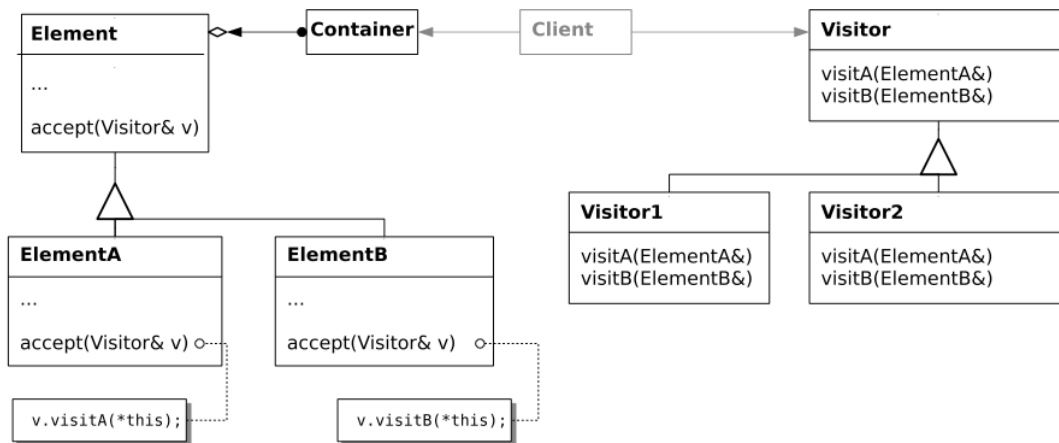 Element
...
accept(Visitor& v)
Container
Client
Visitor
visitA(ElementA&)
visitB(ElementB&)
ElementA
...
accept(Visitor& v)
v.visitA(*this);
ElementB
...
accept(Visitor& v)
v.visitB(*this);
Visitor1
visitA(ElementA&)
visitB(ElementB&)
Visitor2
visitA(ElementA&)
visitB(ElementB&)